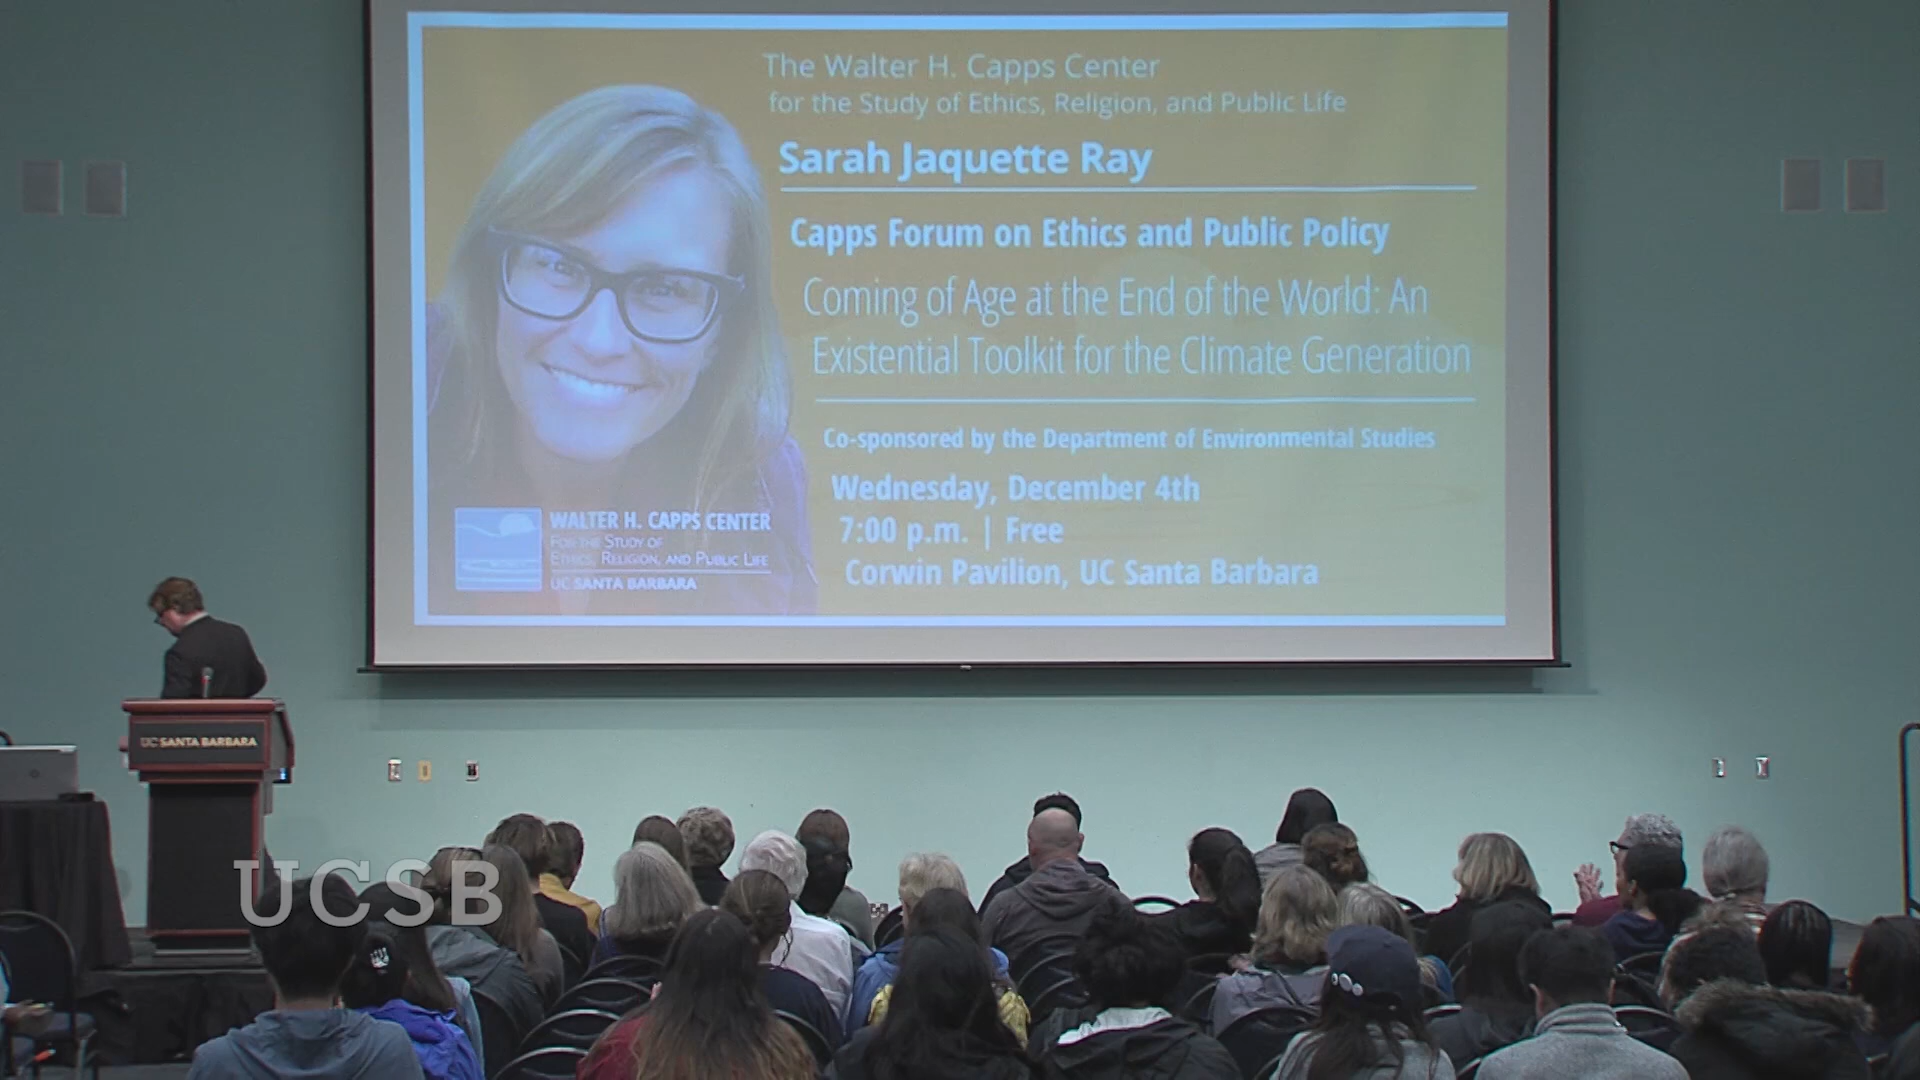 The Walter H. Capps Center
for the Study of Ethics, Religion, and Public Life
Sarah Jaquette Ray
Capps Forum on Ethics and Public Policy
Coming of Age at the End of the World: An
Existential Toolkit for the Climate Generation
Co-sponsored by the Department of Environmental Studies
Wednesday, December 4th
7:00 p.m. | Free
Corwin Pavilion, UC Santa Barbara
WALTER H. CAPPS CENTER
FOR THE STUDY OF
ETHICS, RELIGION, AND PUBLIC LIFE
UC SANTA BARBARA
UC SANTA BARBARA
UCSB